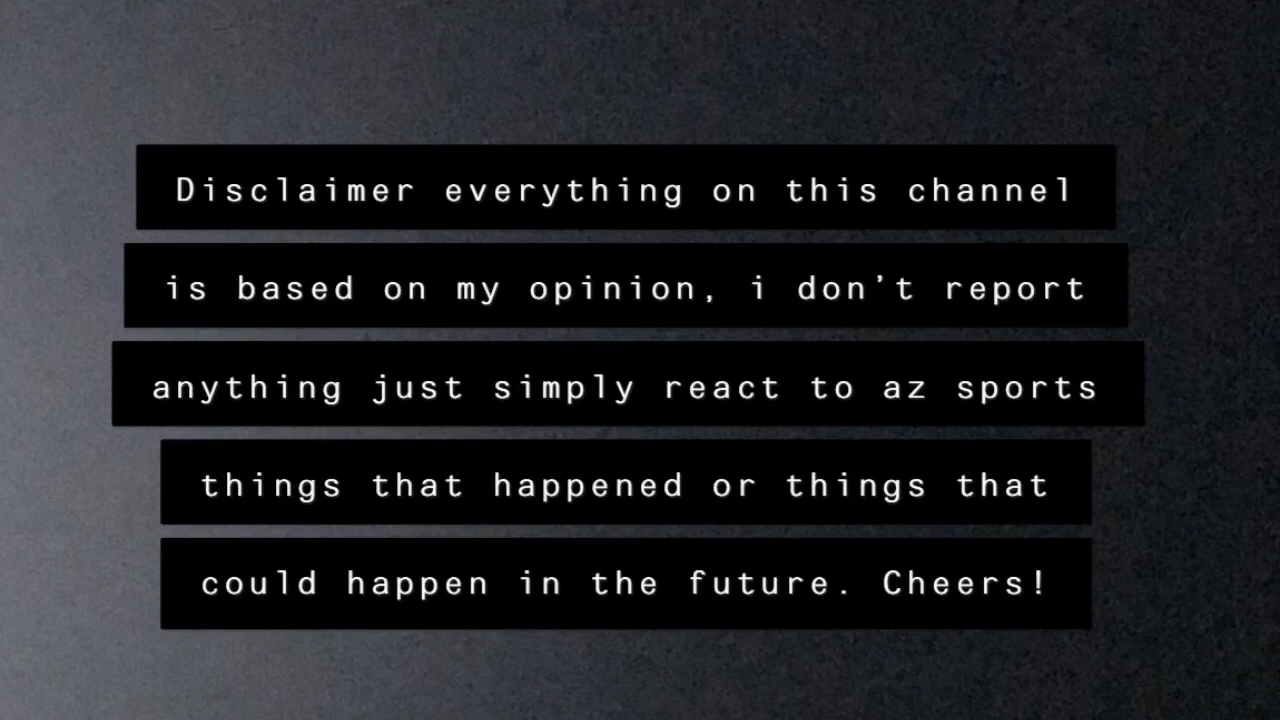 Disclaimer everything on this channel
is based on my opinion, i don’t report
anything just simply react to az sports
things that happened or things that
could happen in the future. Cheers!